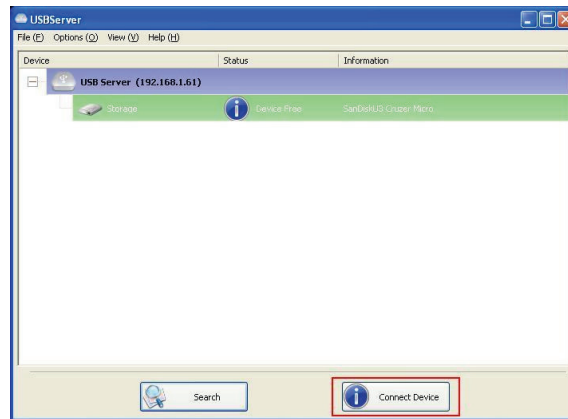 USBServer
File (F) Options (O) View (V) Help (H)
Device Status Information
USB Server (192.168.1.61)
Storage Device Free SanDiskUS Cruzer Micro
Search Connect Device